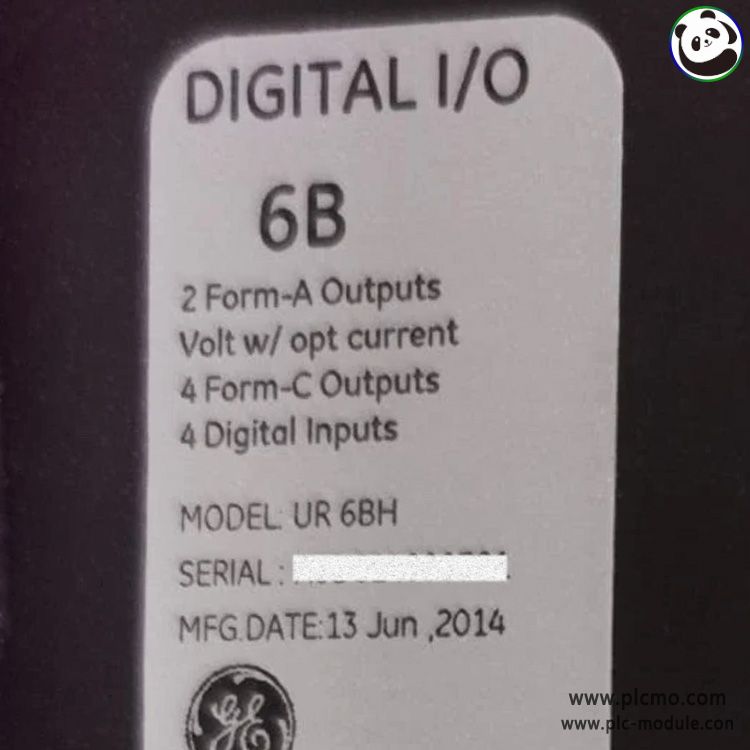 DIGITAL I/O
6B
2 Form-A Outputs
Volt w/ opt current
4 Form-C Outputs
4 Digital Inputs
MODEL: UR 6BH
SERIAL :
MFG.DATE:13 Jun ,2014
GE
www.plcmo.com
www.plc-module.com